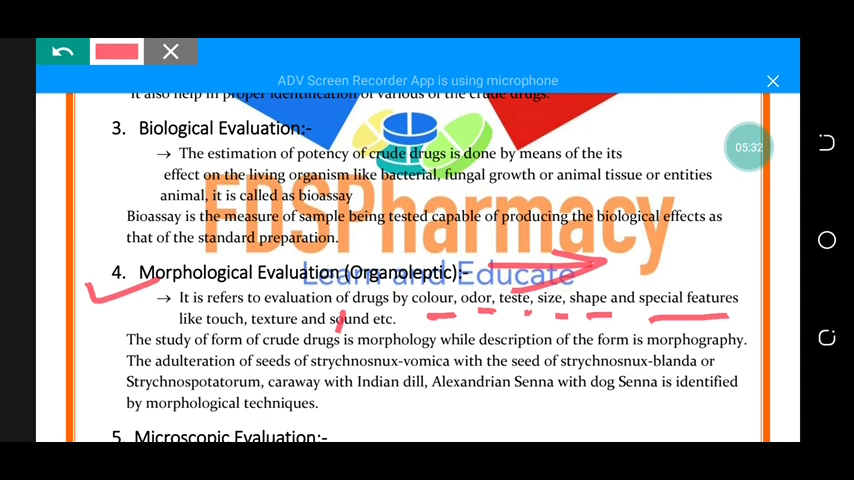 ADV Screen Recorder App is using microphone
It also help in proper identification of various of the crude drugs.
3. Biological Evaluation:-
05:32
→ The estimation of potency of crude drugs is done by means of the its
effect on the living organism like bacterial, fungal growth or animal tissue or entities
animal, it is called as bioassay
FDSPharmacy
Bioassay is the measure of sample being tested capable of producing the biological effects as
that of the standard preparation.
4. Morphological Evaluation (Organoleptic):-
Learn and Educate
→ It is refers to evaluation of drugs by colour, odor, teste, size, shape and special features
like touch, texture and sound etc.
The study of form of crude drugs is morphology while description of the form is morphography.
The adulteration of seeds of strychnosnux-vomica with the seed of strychnosnux-blanda or
Strychnospotatorum, caraway with Indian dill, Alexandrian Senna with dog Senna is identified
by morphological techniques.
5. Microscopic Evaluation:-